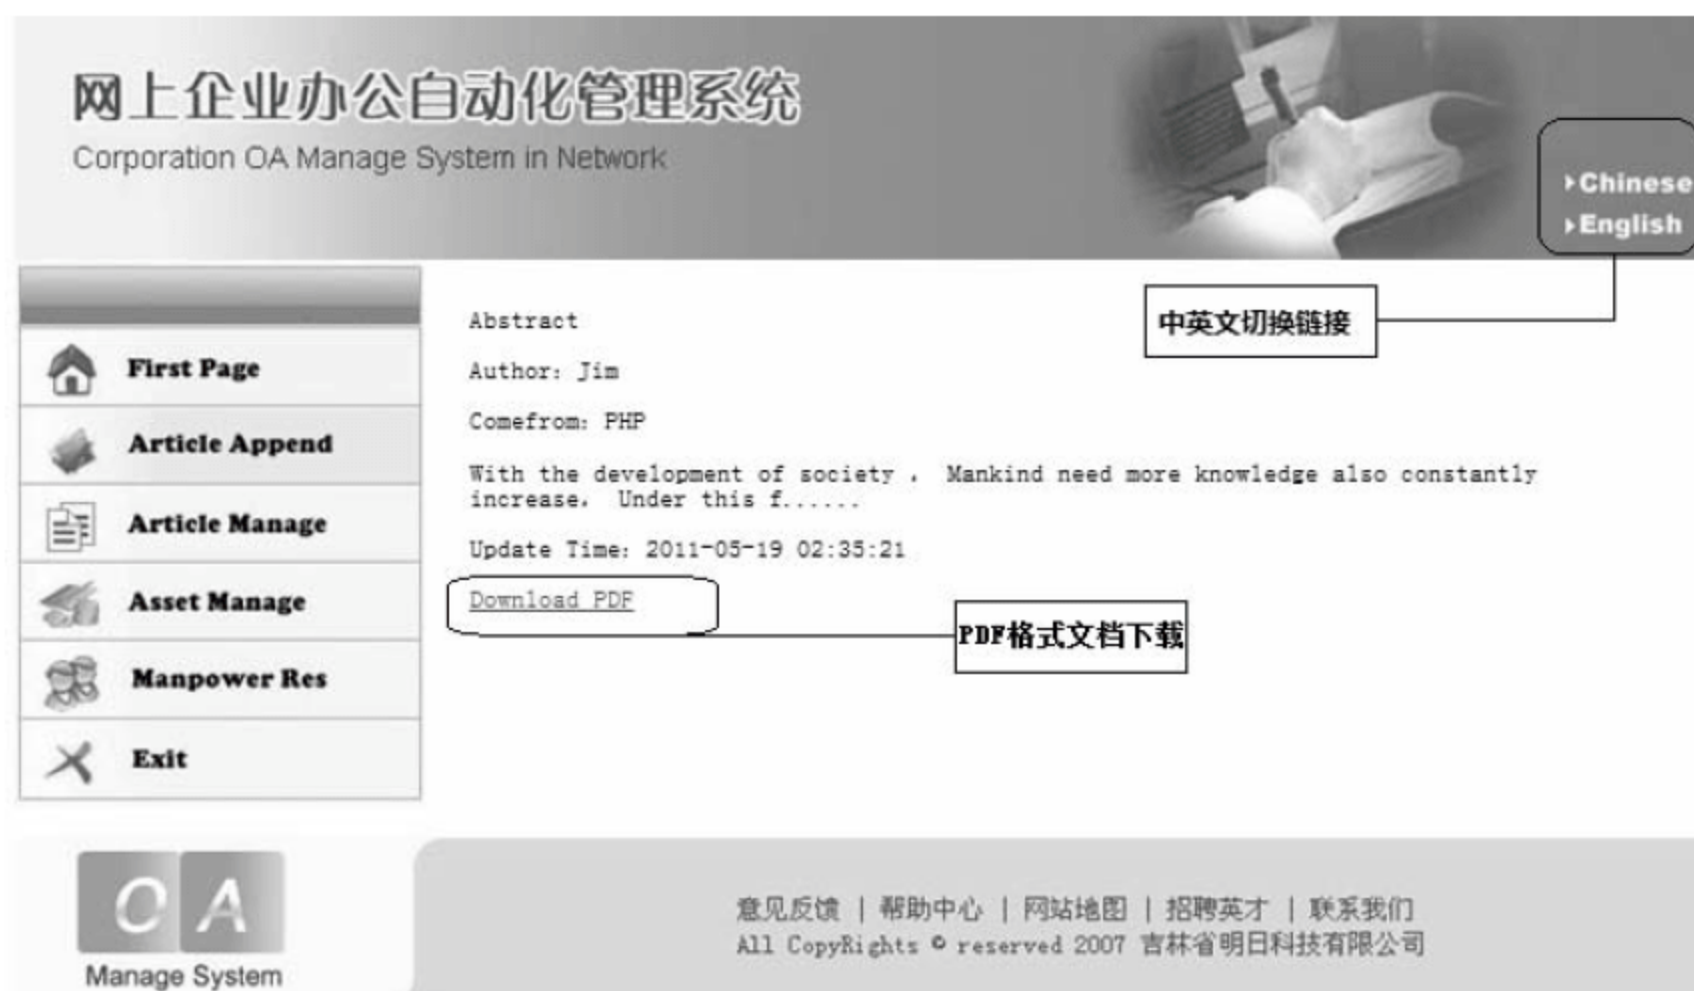 网上企业办公自动化管理系统
Corporation OA Manage System in Network
Chinese
English
中英文切换链接
First Page
Article Append
Article Manage
Asset Manage
Manpower Res
Exit
Abstract
Author: Jim
Comefrom: PHP
With the development of society , Mankind need more knowledge also constantly
increase. Under this f......
Update Time: 2011-05-19 02:35:21
Download PDF
PDF格式文档下载
OA
Manage System
意见反馈 | 帮助中心 | 网站地图 | 招聘英才 | 联系我们
All CopyRights © reserved 2007 吉林省明日科技有限公司